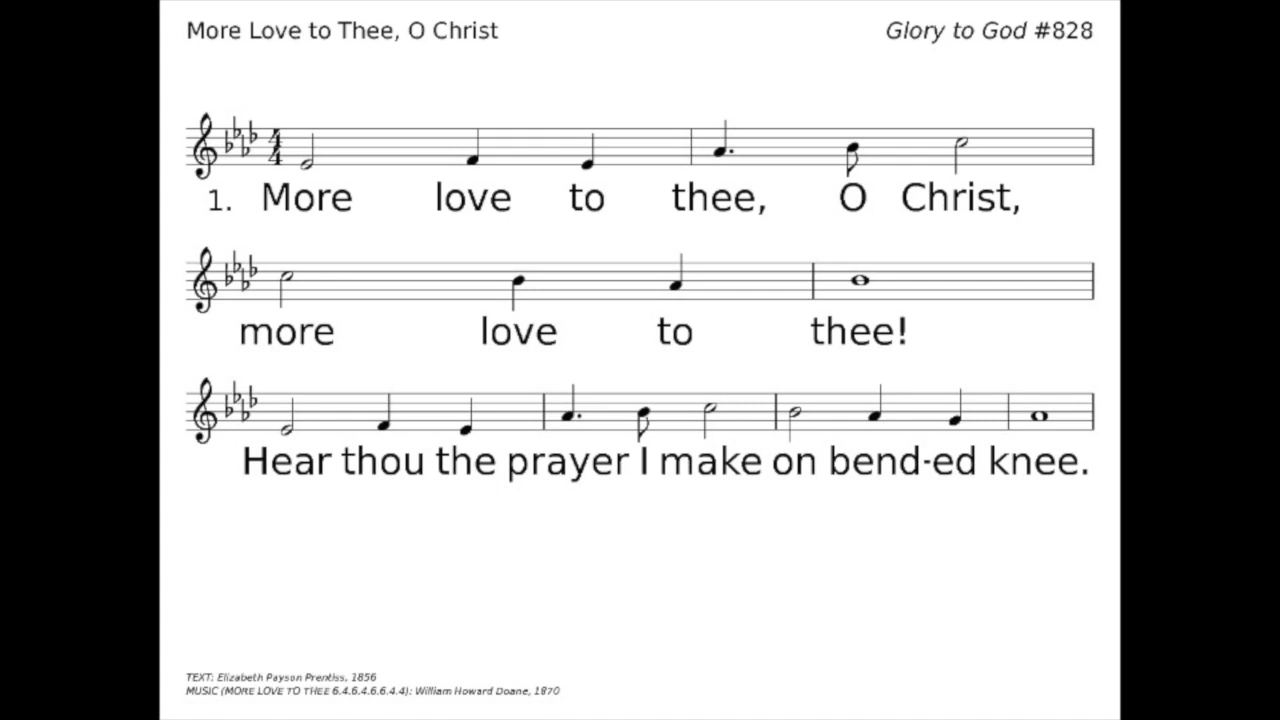 More Love to Thee, O Christ
Glory to God #828
4
4
1. More love to thee, O Christ,
more love to thee!
Hear thou the prayer I make on bend-ed knee.
TEXT: Elizabeth Payson Prentiss, 1856
MUSIC (MORE LOVE TO THEE 6.4.6.4.6.6.4.4): William Howard Doane, 1870